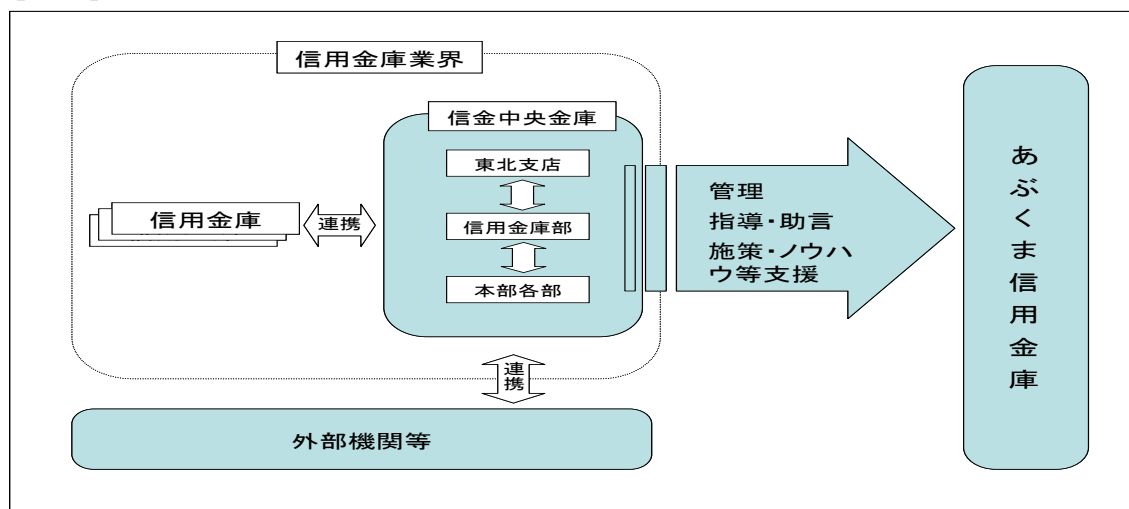 信用金庫業界
信金中央金庫
東北支店
信用金庫部
本部各部
信用金庫
連携
管理
指導・助言
施策・ノウハ
ウ等支援
あぶくま信用金庫
連携
外部機関等